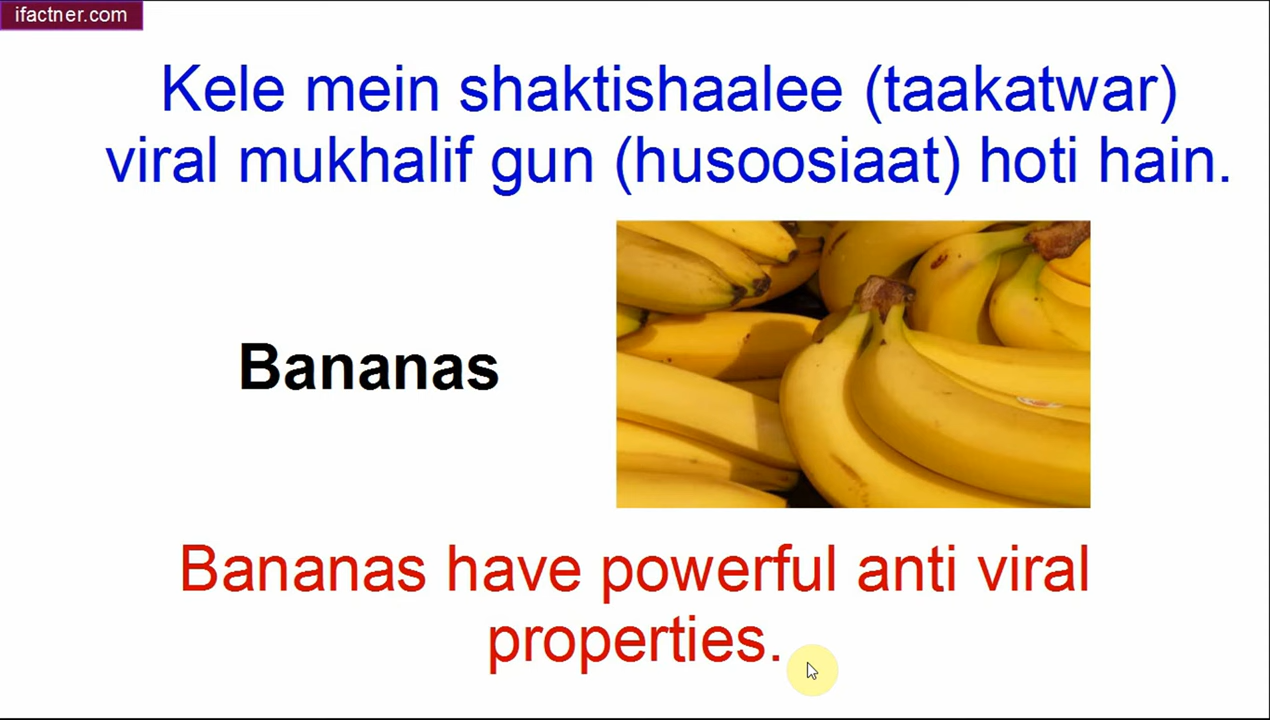 ifactner.com
Kele mein shaktishaalee (taakatwar)
viral mukhalif gun (husoosiaat) hoti hain.
Bananas
Bananas have powerful anti viral
properties.